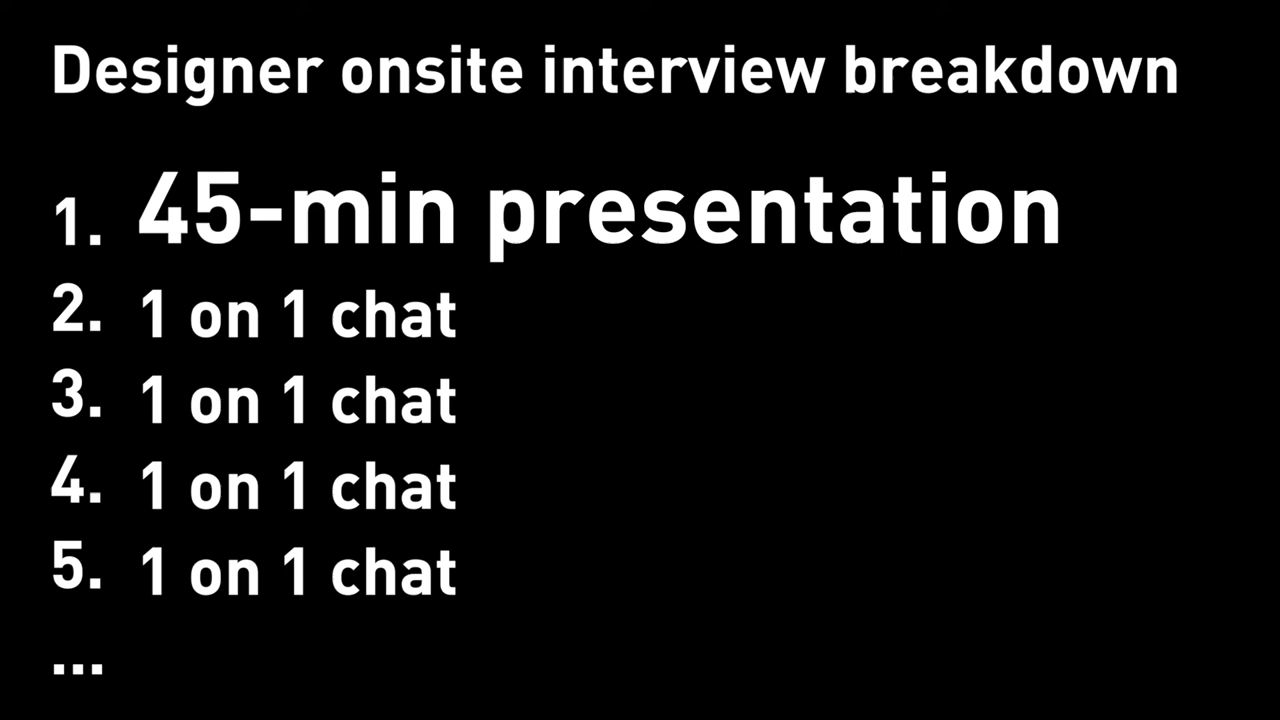 Designer onsite interview breakdown
1. 45-min presentation
2. 1 on 1 chat
3. 1 on 1 chat
4. 1 on 1 chat
5. 1 on 1 chat
...